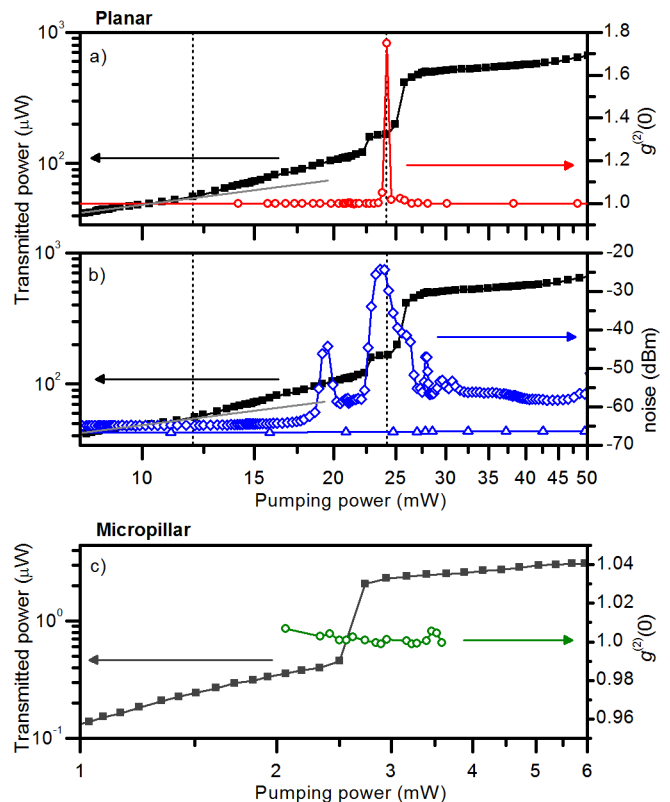 Planar
a)
Transmitted power (μW)
10³
10²
1.8
1.6
1.4
1.2
1.0
g⁽²⁾(0)
b)
Transmitted power (μW)
10³
10²
-20
-30
-40
-50
-60
-70
noise (dBm)
10 15 20 25 30 35 40 45 50
Pumping power (mW)
Micropillar
c)
Transmitted power (μW)
10⁰
10⁻¹
1.04
1.02
1.00
0.98
0.96
g⁽²⁾(0)
1 2 3 4 5 6
Pumping power (mW)